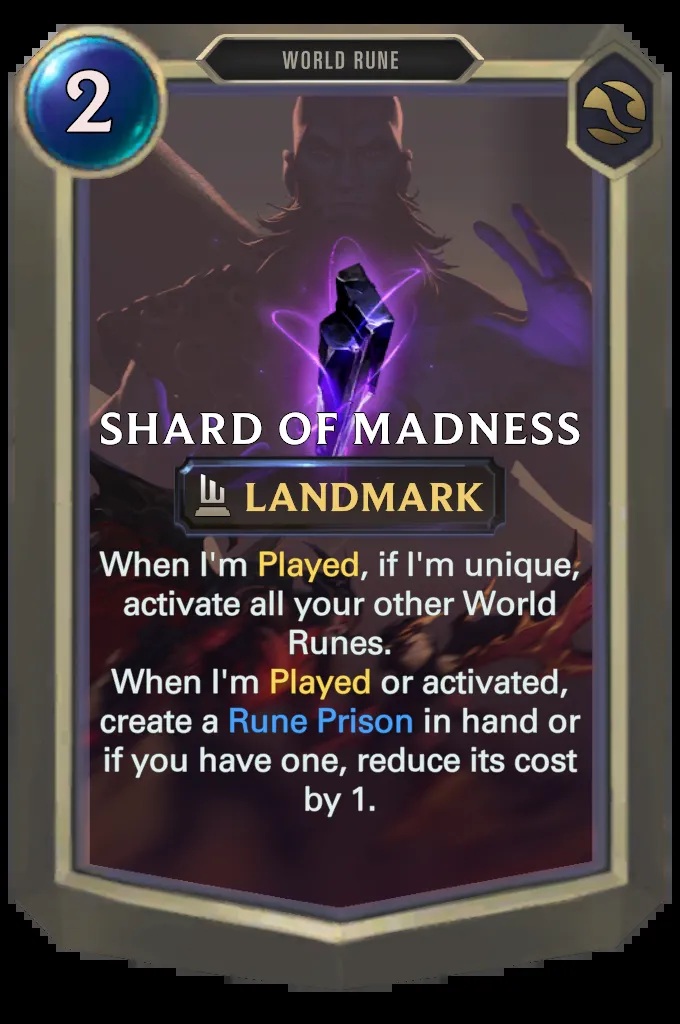 WORLD RUNE
2
SHARD OF MADNESS
LANDMARK
When I'm Played, if I'm unique,
activate all your other World
Runes.
When I'm Played or activated,
create a Rune Prison in hand or
if you have one, reduce its cost
by 1.